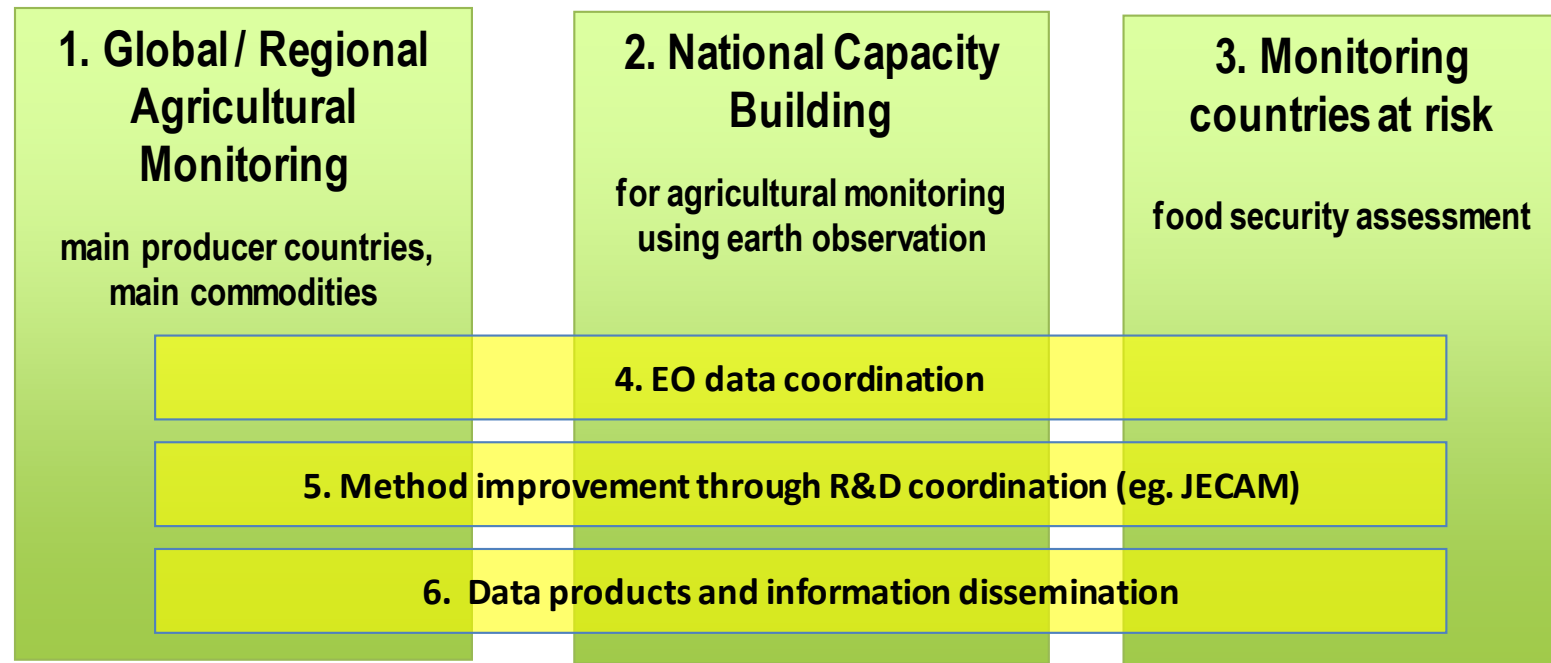 1. Global / Regional
Agricultural
Monitoring
main producer countries,
main commodities
2. National Capacity
Building
for agricultural monitoring
using earth observation
3. Monitoring
countries at risk
food security assessment
4. EO data coordination
5. Method improvement through R&D coordination (eg. JECAM)
6. Data products and information dissemination